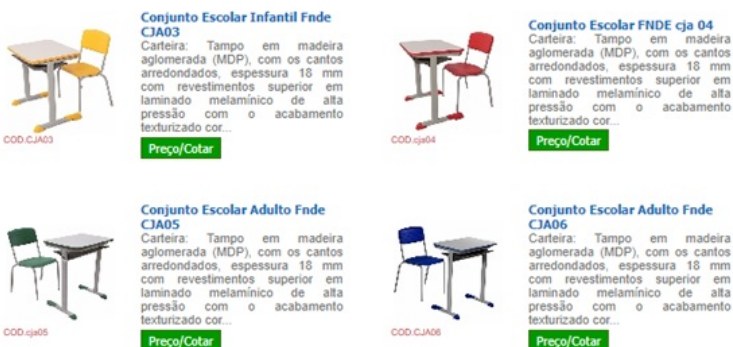 Conjunto Escolar Infantil Fnde
CJA03
Carteira: Tampo em madeira
aglomerada (MDP), com os cantos
arredondados, espessura 18 mm
com revestimentos superior em
laminado melamínico de alta
pressão com o acabamento
texturizado cor...
Preço/Cotar
COD.CJA03
Conjunto Escolar FNDE cja 04
Carteira: Tampo em madeira
aglomerada (MDP), com os cantos
arredondados, espessura 18 mm
com revestimentos superior em
laminado melamínico de alta
pressão com o acabamento
texturizado cor...
Preço/Cotar
COD.cja04
Conjunto Escolar Adulto Fnde
CJA05
Carteira: Tampo em madeira
aglomerada (MDP), com os cantos
arredondados, espessura 18 mm
com revestimentos superior em
laminado melamínico de alta
pressão com o acabamento
texturizado cor...
Preço/Cotar
COD.cja05
Conjunto Escolar Adulto Fnde
CJA06
Carteira: Tampo em madeira
aglomerada (MDP), com os cantos
arredondados, espessura 18 mm
com revestimentos superior em
laminado melamínico de alta
pressão com o acabamento
texturizado cor...
Preço/Cotar
COD.CJA06